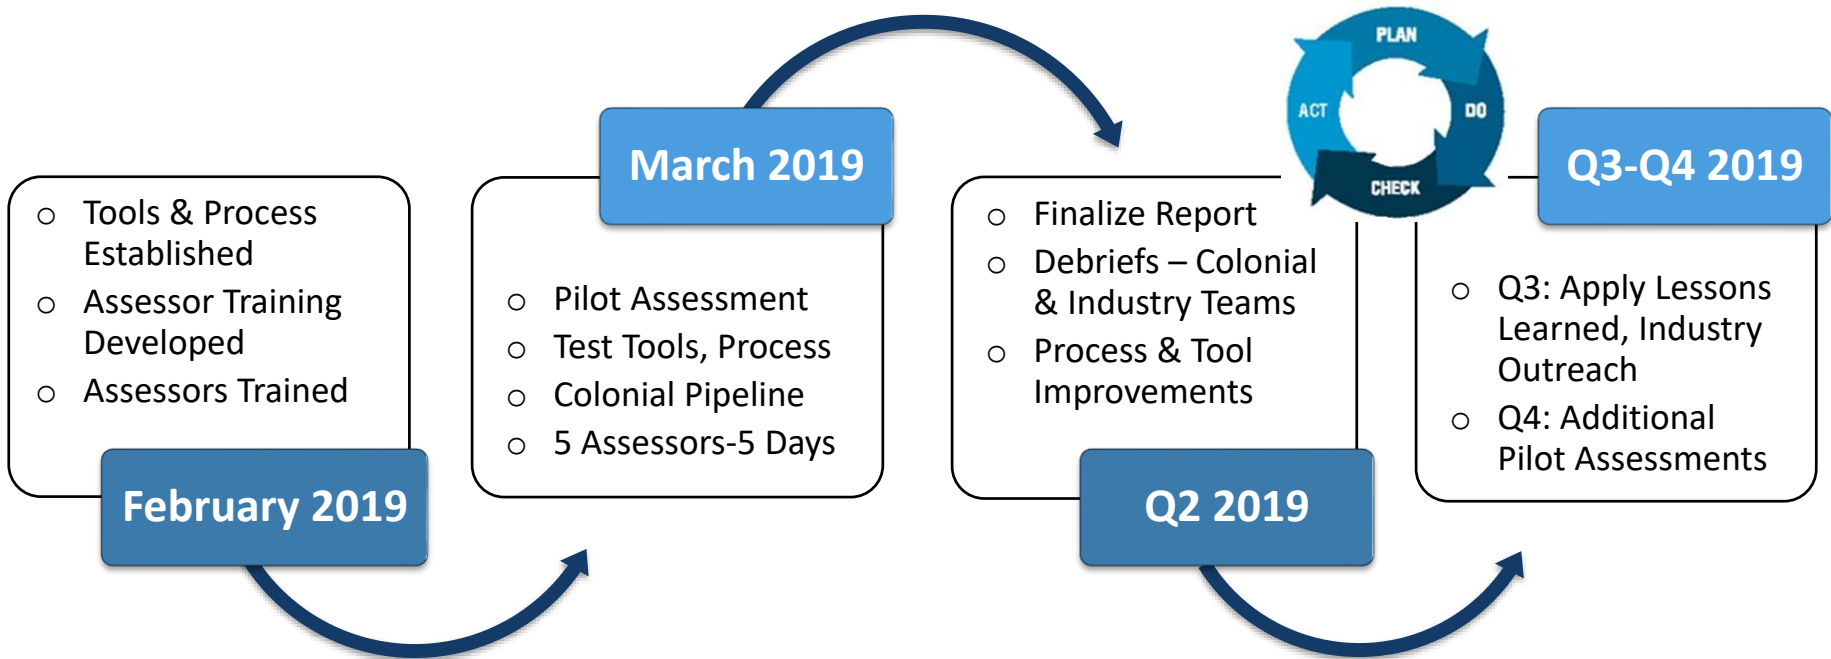 ○ Tools & Process
Established
○ Assessor Training
Developed
○ Assessors Trained
February 2019
March 2019
○ Pilot Assessment
○ Test Tools, Process
○ Colonial Pipeline
○ 5 Assessors-5 Days
○ Finalize Report
○ Debriefs – Colonial
& Industry Teams
○ Process & Tool
Improvements
Q2 2019
PLAN
DO
CHECK
ACT
Q3-Q4 2019
○ Q3: Apply Lessons
Learned, Industry
Outreach
○ Q4: Additional
Pilot Assessments